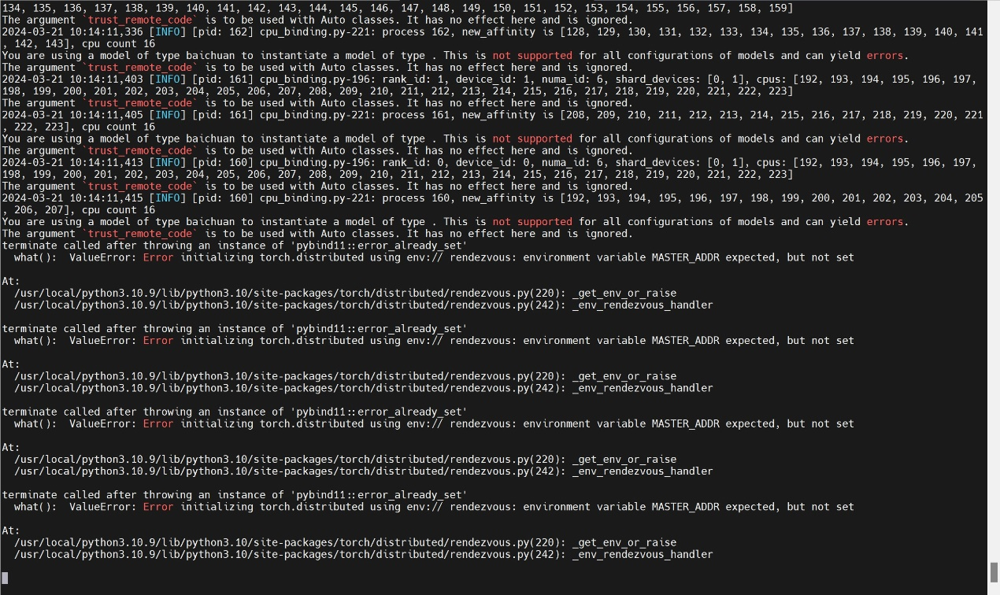 134, 135, 136, 137, 138, 139, 140, 141, 142, 143, 144, 145, 146, 147, 148, 149, 150, 151, 152, 153, 154, 155, 156, 157, 158, 159]
The argument `trust_remote_code` is to be used with Auto classes. It has no effect here and is ignored.
2024-03-21 10:14:11,336 [INFO] [pid: 162] cpu_binding.py-221: process 162, new_affinity is [128, 129, 130, 131, 132, 133, 134, 135, 136, 137, 138, 139, 140, 141
, 142, 143], cpu count 16
You are using a model of type baichuan to instantiate a model of type . This is not supported for all configurations of models and can yield errors.
The argument `trust_remote_code` is to be used with Auto classes. It has no effect here and is ignored.
2024-03-21 10:14:11,403 [INFO] [pid: 161] cpu_binding.py-196: rank_id: 1, device_id: 1, numa_id: 6, shard_devices: [0, 1], cpus: [192, 193, 194, 195, 196, 197,
198, 199, 200, 201, 202, 203, 204, 205, 206, 207, 208, 209, 210, 211, 212, 213, 214, 215, 216, 217, 218, 219, 220, 221, 222, 223]
The argument `trust_remote_code` is to be used with Auto classes. It has no effect here and is ignored.
2024-03-21 10:14:11,405 [INFO] [pid: 161] cpu_binding.py-221: process 161, new_affinity is [208, 209, 210, 211, 212, 213, 214, 215, 216, 217, 218, 219, 220, 221
, 222, 223], cpu count 16
You are using a model of type baichuan to instantiate a model of type . This is not supported for all configurations of models and can yield errors.
The argument `trust_remote_code` is to be used with Auto classes. It has no effect here and is ignored.
2024-03-21 10:14:11,413 [INFO] [pid: 160] cpu_binding.py-196: rank_id: 0, device_id: 0, numa_id: 6, shard_devices: [0, 1], cpus: [192, 193, 194, 195, 196, 197,
198, 199, 200, 201, 202, 203, 204, 205, 206, 207, 208, 209, 210, 211, 212, 213, 214, 215, 216, 217, 218, 219, 220, 221, 222, 223]
The argument `trust_remote_code` is to be used with Auto classes. It has no effect here and is ignored.
2024-03-21 10:14:11,415 [INFO] [pid: 160] cpu_binding.py-221: process 160, new_affinity is [192, 193, 194, 195, 196, 197, 198, 199, 200, 201, 202, 203, 204, 205
, 206, 207], cpu count 16
You are using a model of type baichuan to instantiate a model of type . This is not supported for all configurations of models and can yield errors.
The argument `trust_remote_code` is to be used with Auto classes. It has no effect here and is ignored.
terminate called after throwing an instance of 'pybind11::error_already_set'
  what():  ValueError: Error initializing torch.distributed using env:// rendezvous: environment variable MASTER_ADDR expected, but not set

At:
  /usr/local/python3.10.9/lib/python3.10/site-packages/torch/distributed/rendezvous.py(220): _get_env_or_raise
  /usr/local/python3.10.9/lib/python3.10/site-packages/torch/distributed/rendezvous.py(242): _env_rendezvous_handler

terminate called after throwing an instance of 'pybind11::error_already_set'
  what():  ValueError: Error initializing torch.distributed using env:// rendezvous: environment variable MASTER_ADDR expected, but not set

At:
  /usr/local/python3.10.9/lib/python3.10/site-packages/torch/distributed/rendezvous.py(220): _get_env_or_raise
  /usr/local/python3.10.9/lib/python3.10/site-packages/torch/distributed/rendezvous.py(242): _env_rendezvous_handler

terminate called after throwing an instance of 'pybind11::error_already_set'
  what():  ValueError: Error initializing torch.distributed using env:// rendezvous: environment variable MASTER_ADDR expected, but not set

At:
  /usr/local/python3.10.9/lib/python3.10/site-packages/torch/distributed/rendezvous.py(220): _get_env_or_raise
  /usr/local/python3.10.9/lib/python3.10/site-packages/torch/distributed/rendezvous.py(242): _env_rendezvous_handler

terminate called after throwing an instance of 'pybind11::error_already_set'
  what():  ValueError: Error initializing torch.distributed using env:// rendezvous: environment variable MASTER_ADDR expected, but not set

At:
  /usr/local/python3.10.9/lib/python3.10/site-packages/torch/distributed/rendezvous.py(220): _get_env_or_raise
  /usr/local/python3.10.9/lib/python3.10/site-packages/torch/distributed/rendezvous.py(242): _env_rendezvous_handler